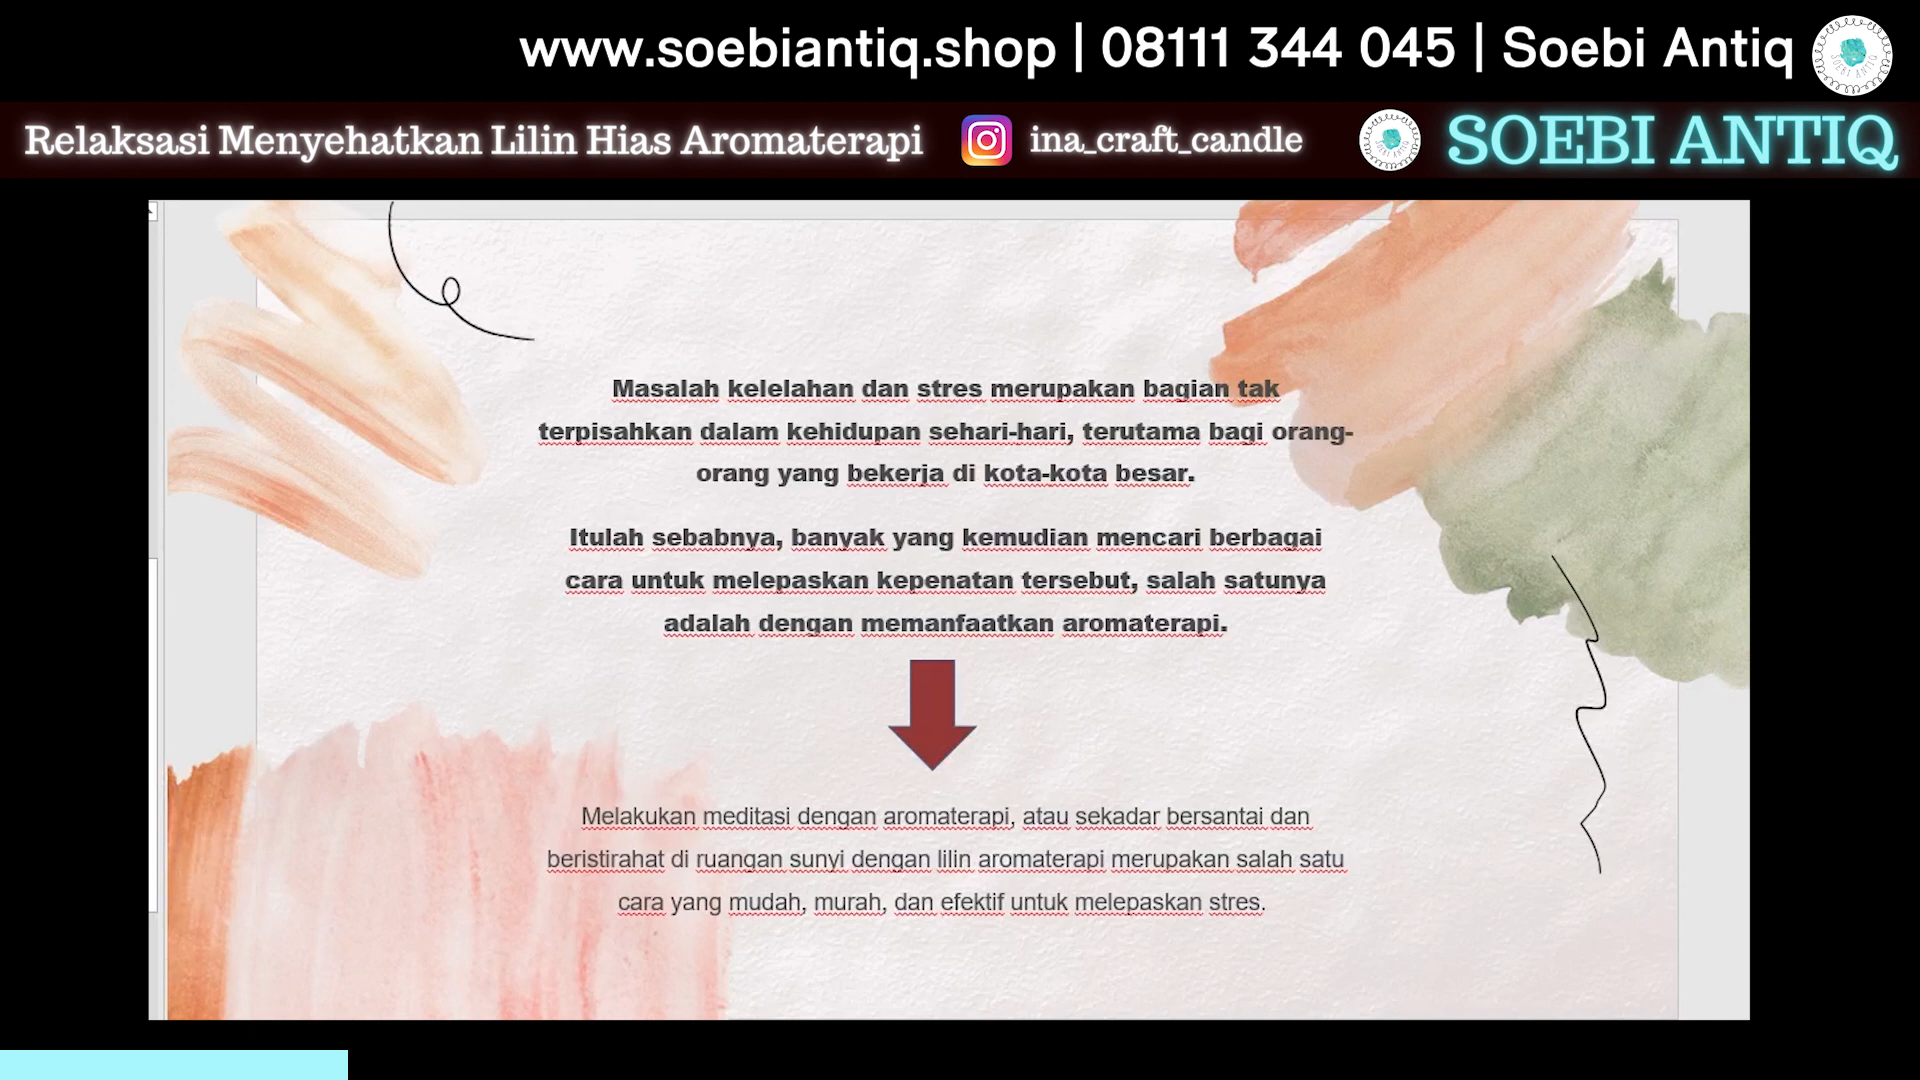 www.soebiantiq.shop | 08111 344 045 | Soebi Antiq
SOEBI ANTIQ
Relaksasi Menyehatkan Lilin Hias Aromaterapi
ina_craft_candle
SOEBI ANTIQ
SOEBI ANTIQ
Masalah kelelahan dan stres merupakan bagian tak
terpisahkan dalam kehidupan sehari-hari, terutama bagi orang-
orang yang bekerja di kota-kota besar.
Itulah sebabnya, banyak yang kemudian mencari berbagai
cara untuk melepaskan kepenatan tersebut, salah satunya
adalah dengan memanfaatkan aromaterapi.
Melakukan meditasi dengan aromaterapi, atau sekadar bersantai dan
beristirahat di ruangan sunyi dengan lilin aromaterapi merupakan salah satu
cara yang mudah, murah, dan efektif untuk melepaskan stres.